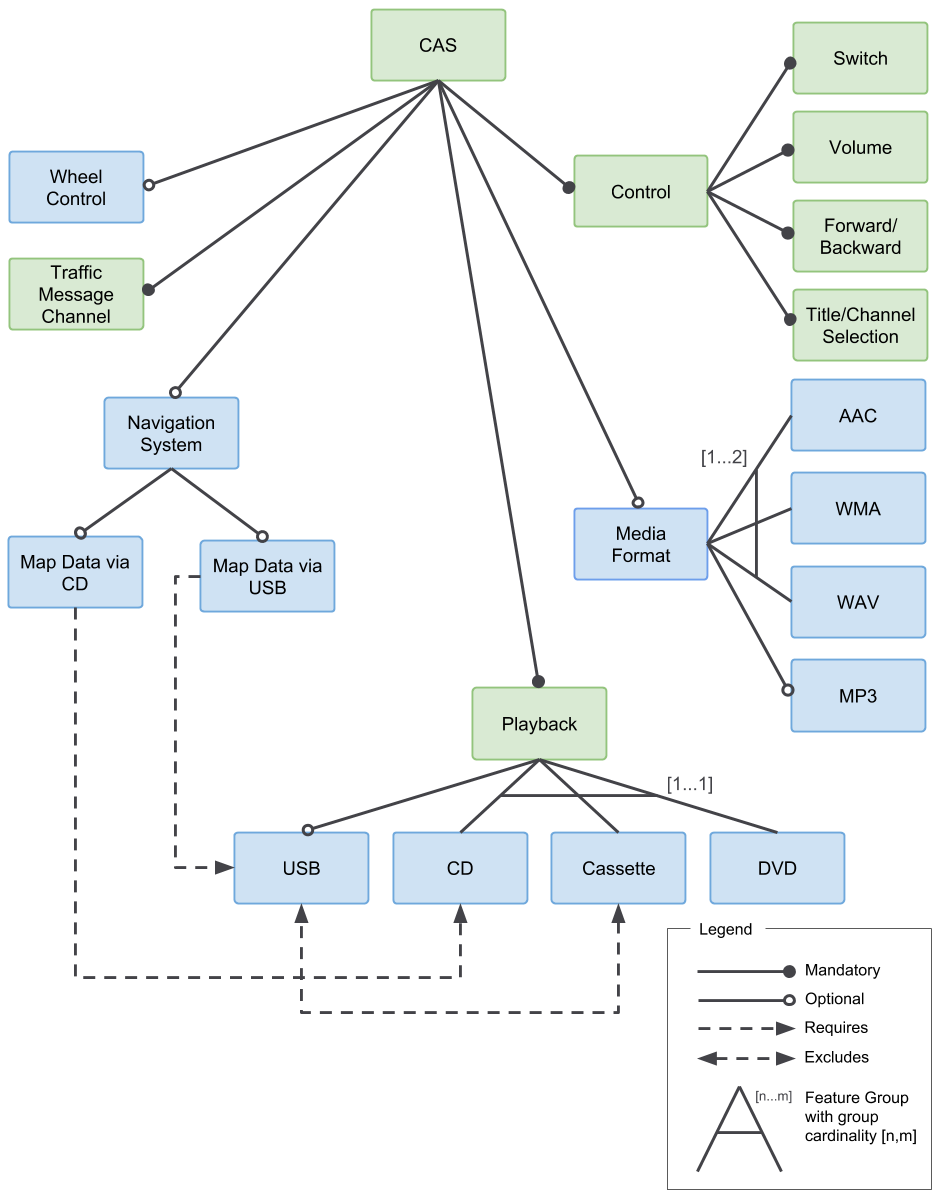 CAS
Switch
Volume
Forward/
Backward
Title/Channel
Selection
Control
Wheel
Control
Traffic
Message
Channel
Navigation
System
Map Data via
CD
Map Data via
USB
[1...2]
AAC
WMA
WAV
MP3
Media
Format
Playback
[1...1]
USB
CD
Cassette
DVD
Legend
Mandatory
Optional
Requires
Excludes
[n...m]
Feature Group
with group
cardinality [n,m]